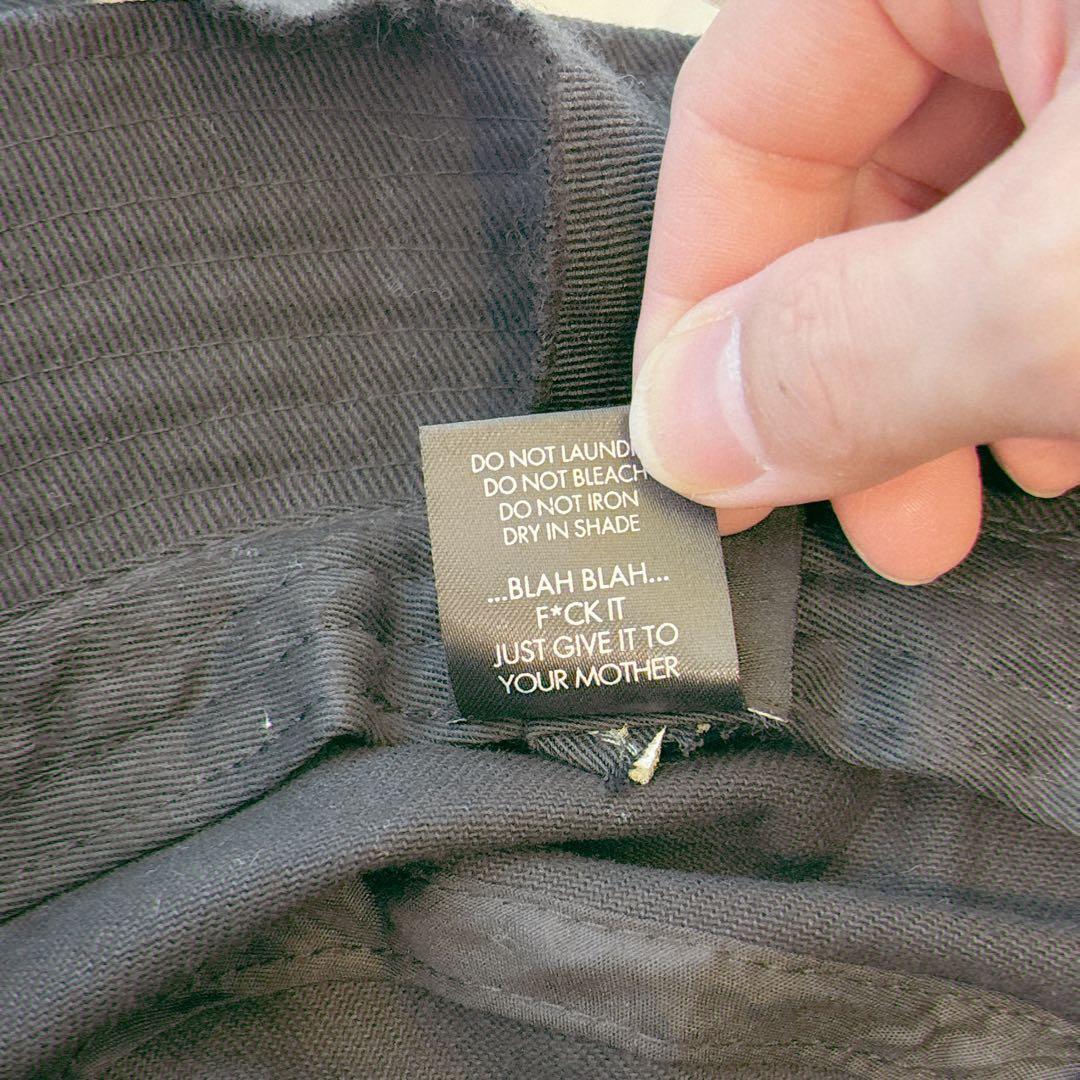 DO NOT LAUND
DO NOT BLEACH
DO NOT IRON
DRY IN SHADE
...BLAH BLAH...
F*CK IT
JUST GIVE IT TO
YOUR MOTHER